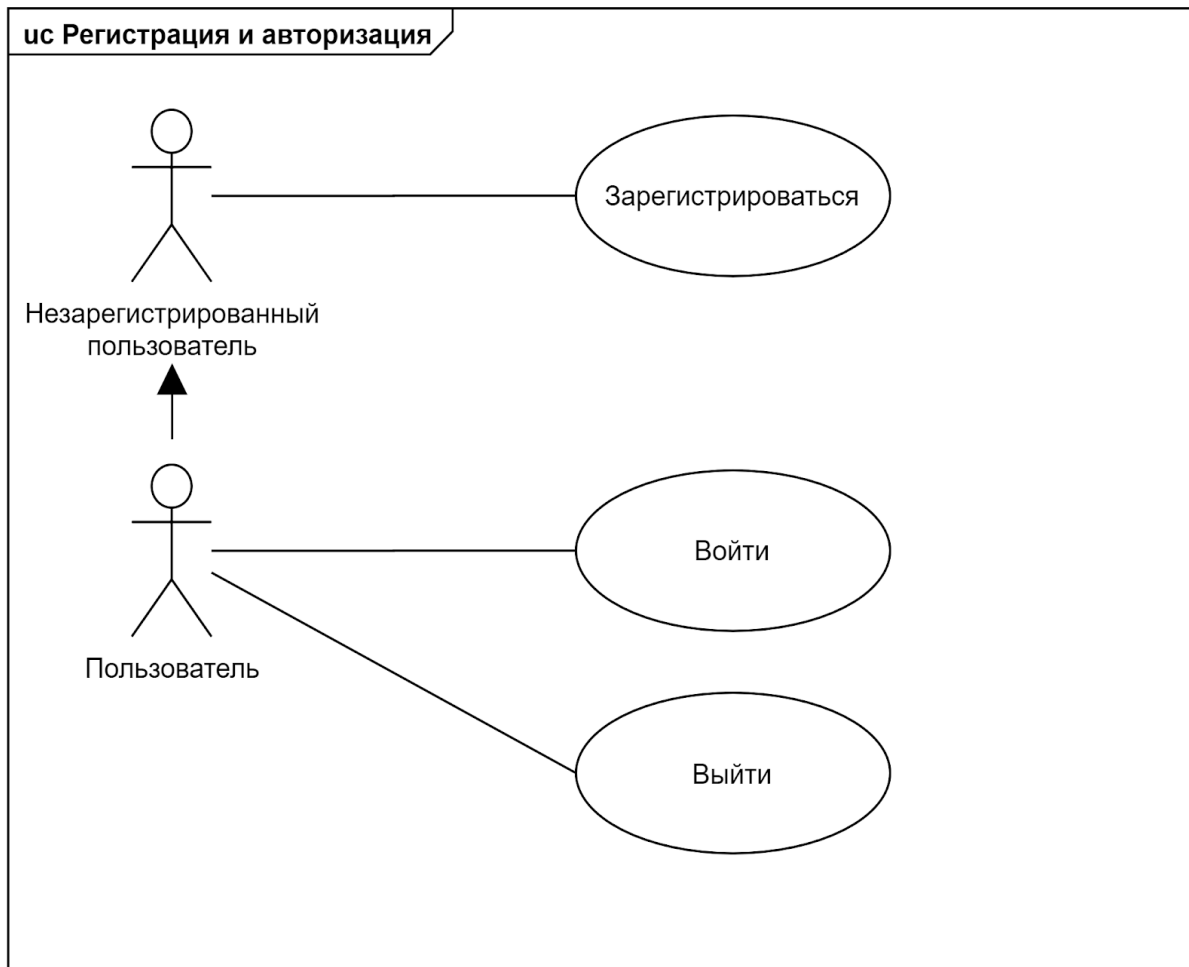 uc Регистрация и авторизация
Зарегистрироваться
Незарегистрированный
пользователь
Войти
Пользователь
Выйти